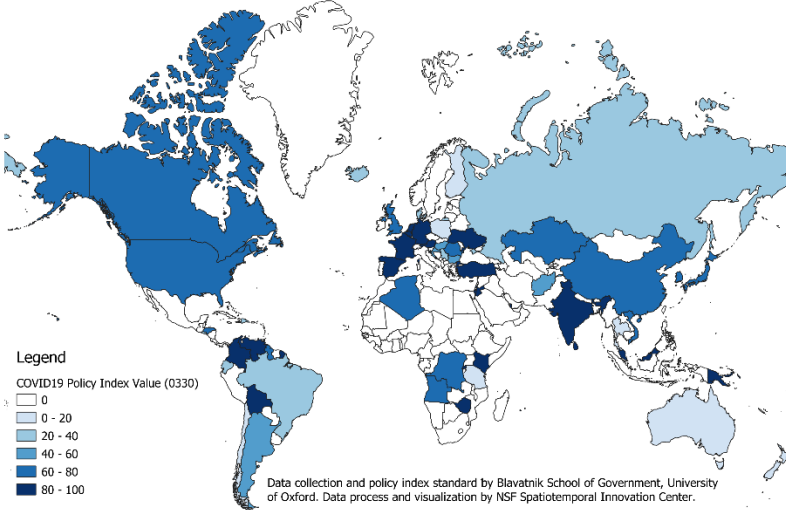 Legend
COVID19 Policy Index Value (0330)
0
0 - 20
20 - 40
40 - 60
60 - 80
80 - 100
Data collection and policy index standard by Blavatnik School of Government, University
of Oxford. Data process and visualization by NSF Spatiotemporal Innovation Center.